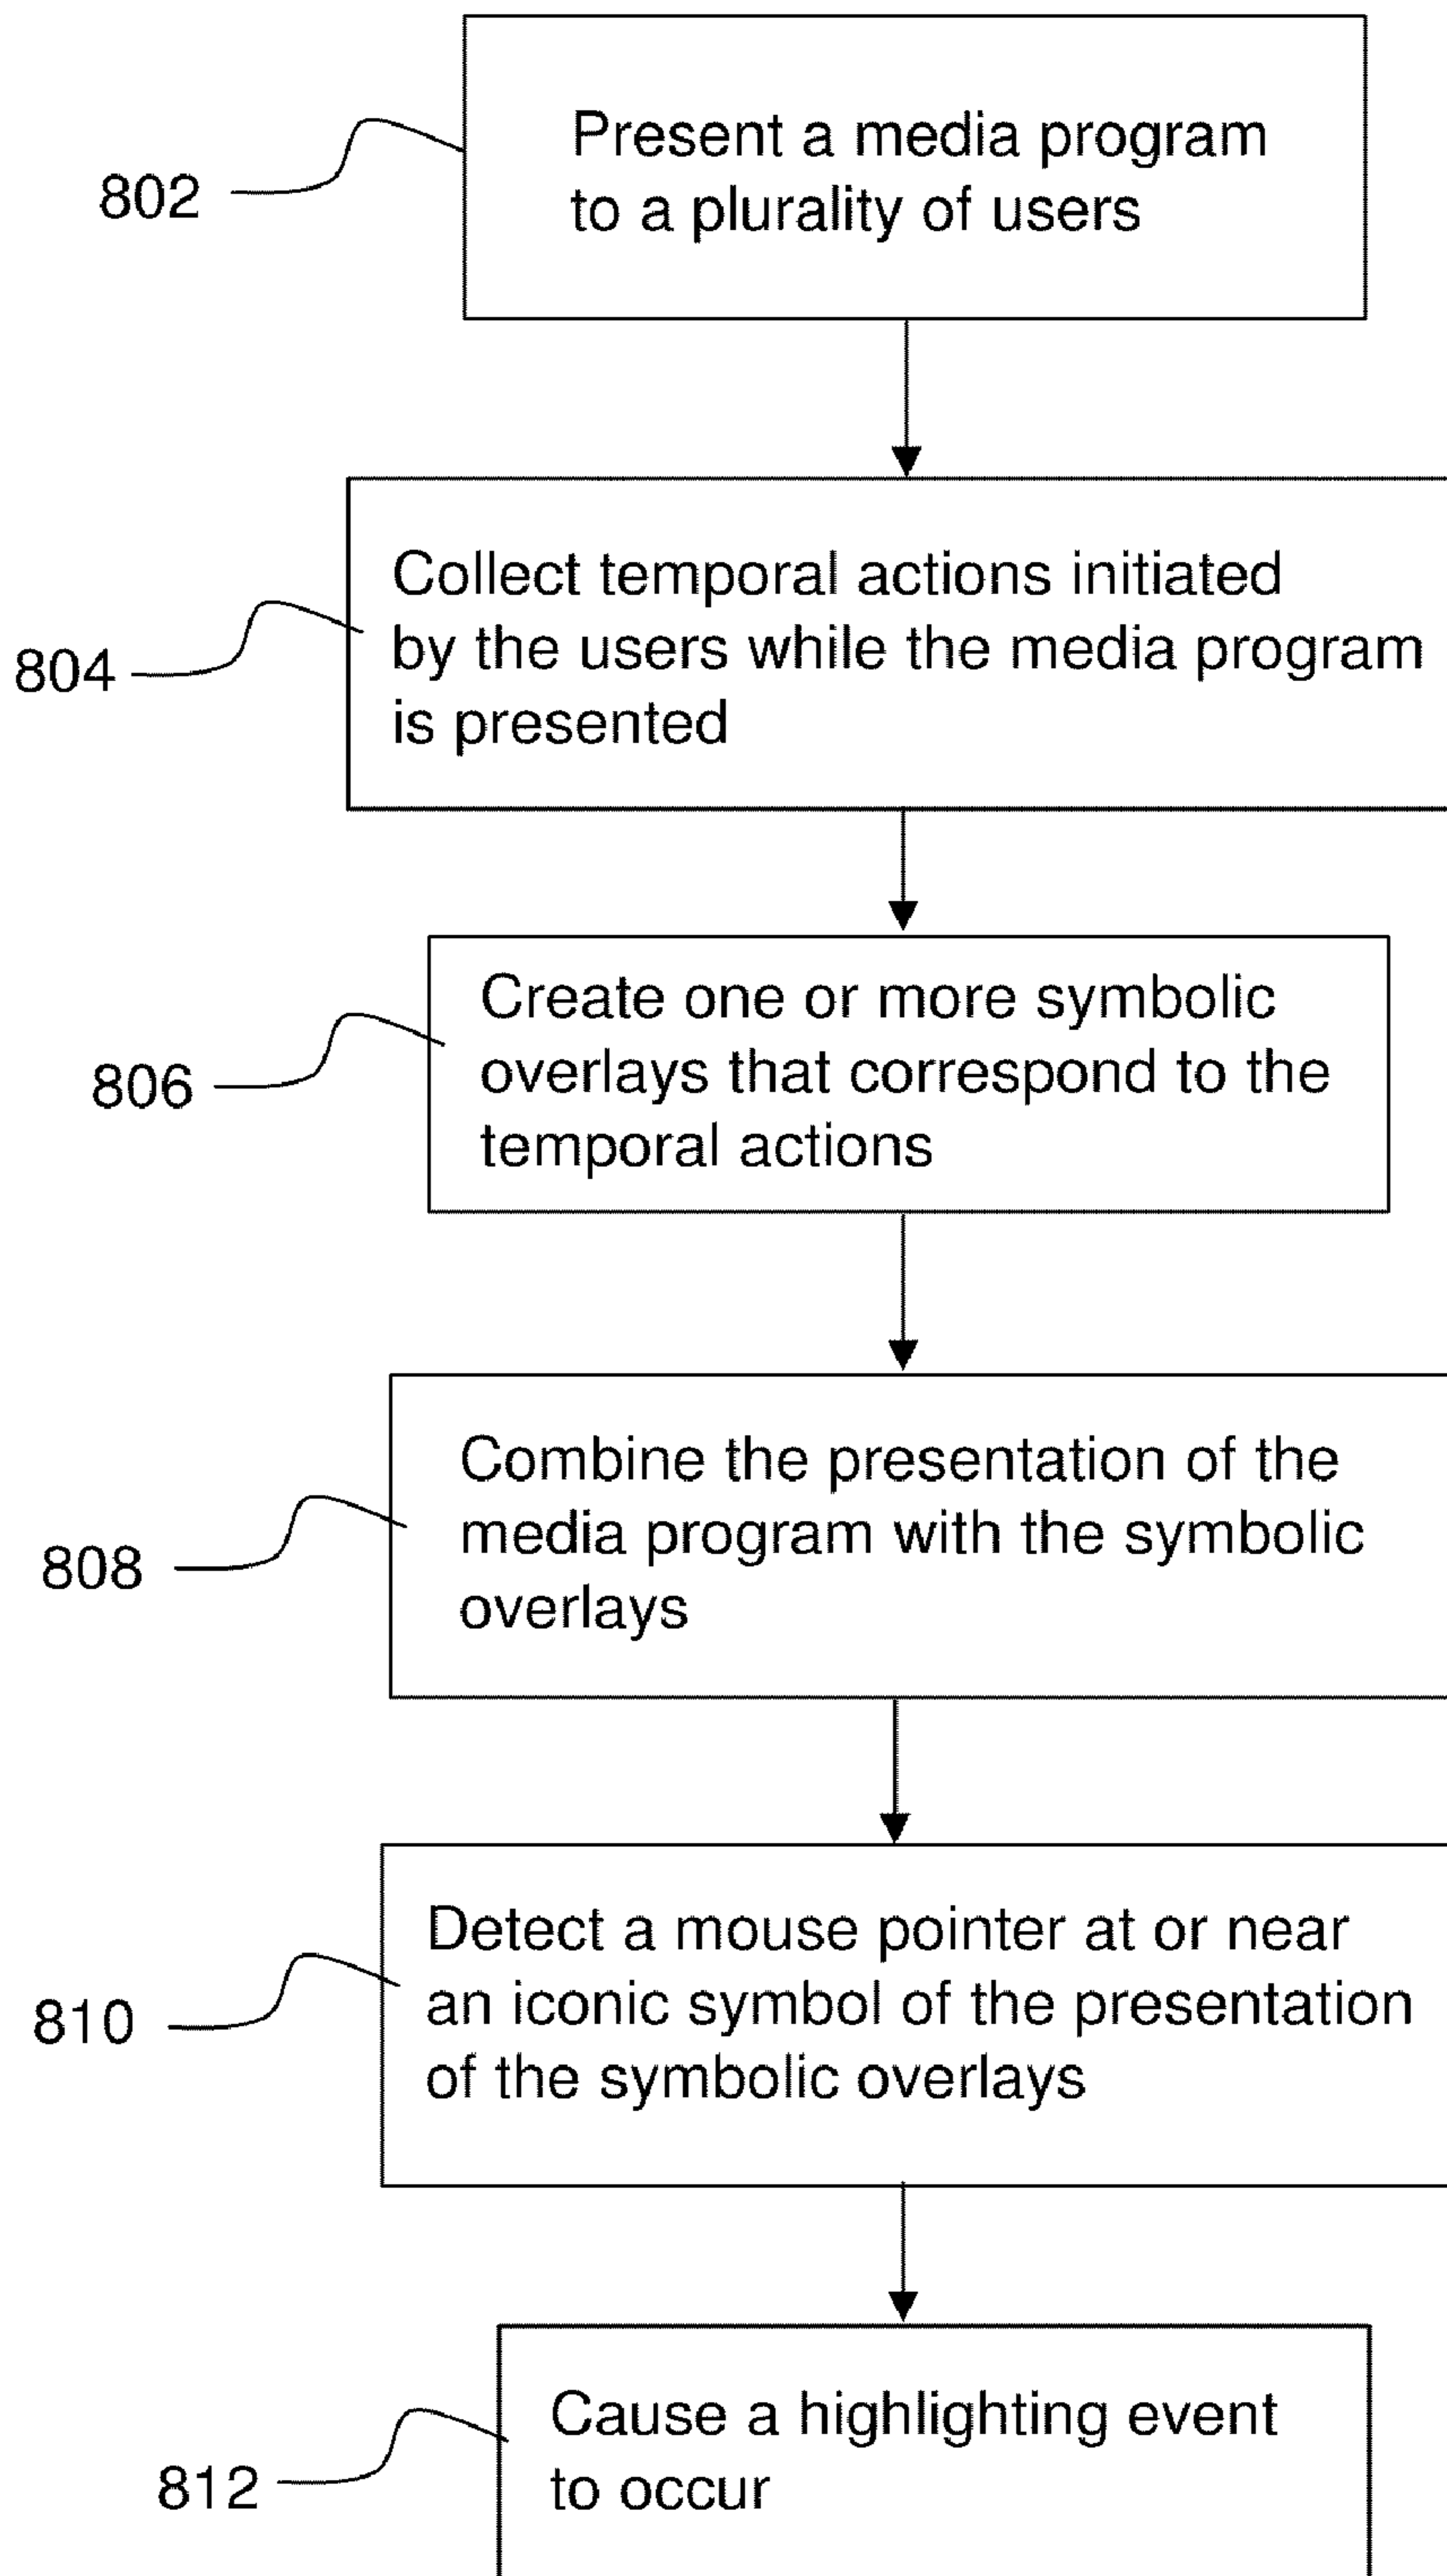 802
Present a media program
to a plurality of users
804
Collect temporal actions initiated
by the users while the media program
is presented
806
Create one or more symbolic
overlays that correspond to the
temporal actions
808
Combine the presentation of the
media program with the symbolic
overlays
810
Detect a mouse pointer at or near
an iconic symbol of the presentation
of the symbolic overlays
812
Cause a highlighting event
to occur